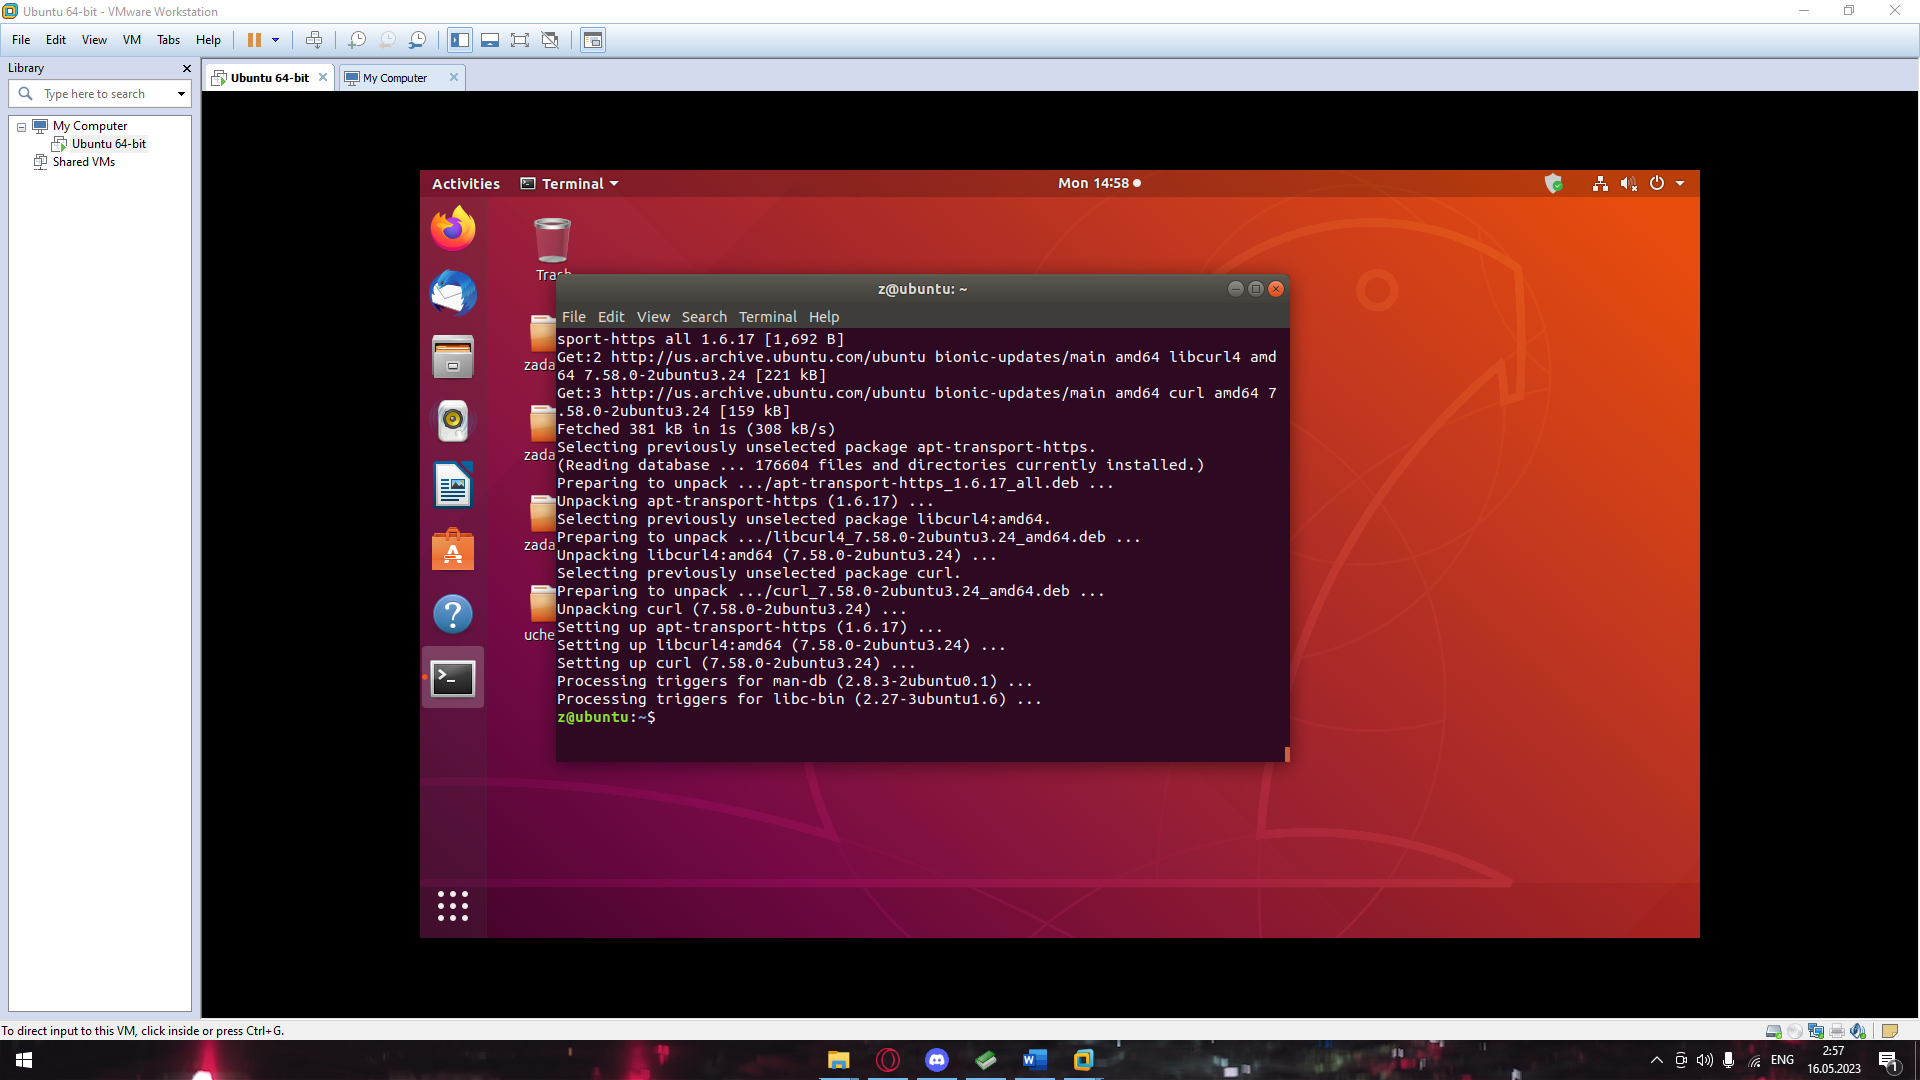 Ubuntu 64-bit - VMware Workstation
File Edit View VM Tabs Help
Library
Type here to search
My Computer
Ubuntu 64-bit
Shared VMs
Ubuntu 64-bit
My Computer
Activities
Terminal
Mon 14:58
Trash
zada
zada
zada
uche
z@ubuntu: ~
File Edit View Search Terminal Help
sport-https all 1.6.17 [1,692 B]
Get:2 http://us.archive.ubuntu.com/ubuntu bionic-updates/main amd64 libcurl4 amd
64 7.58.0-2ubuntu3.24 [221 kB]
Get:3 http://us.archive.ubuntu.com/ubuntu bionic-updates/main amd64 curl amd64 7
.58.0-2ubuntu3.24 [159 kB]
Fetched 381 kB in 1s (308 kB/s)
Selecting previously unselected package apt-transport-https.
(Reading database ... 176604 files and directories currently installed.)
Preparing to unpack .../apt-transport-https_1.6.17_all.deb ...
Unpacking apt-transport-https (1.6.17) ...
Selecting previously unselected package libcurl4:amd64.
Preparing to unpack .../libcurl4_7.58.0-2ubuntu3.24_amd64.deb ...
Unpacking libcurl4:amd64 (7.58.0-2ubuntu3.24) ...
Selecting previously unselected package curl.
Preparing to unpack .../curl_7.58.0-2ubuntu3.24_amd64.deb ...
Unpacking curl (7.58.0-2ubuntu3.24) ...
Setting up apt-transport-https (1.6.17) ...
Setting up libcurl4:amd64 (7.58.0-2ubuntu3.24) ...
Setting up curl (7.58.0-2ubuntu3.24) ...
Processing triggers for man-db (2.8.3-2ubuntu0.1) ...
Processing triggers for libc-bin (2.27-3ubuntu1.6) ...
z@ubuntu:~$
To direct input to this VM, click inside or press Ctrl+G.
ENG
2:57
16.05.2023
1